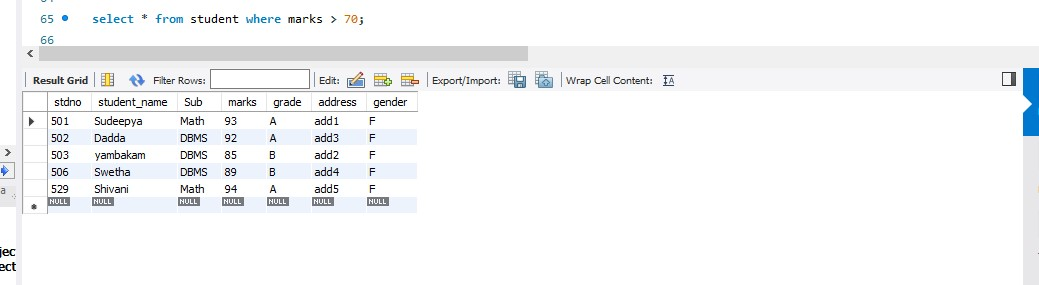 65 select * from student where marks > 70;
66
Result Grid Filter Rows: Edit: Export/Import: Wrap Cell Content:
stdno student_name Sub marks grade address gender
501 Sudeepya Math 93 A add1 F
502 Dadda DBMS 92 A add3 F
503 yambakam DBMS 85 B add2 F
506 Swetha DBMS 89 B add4 F
529 Shivani Math 94 A add5 F
NULL NULL NULL NULL NULL NULL NULL
a
jec
ect